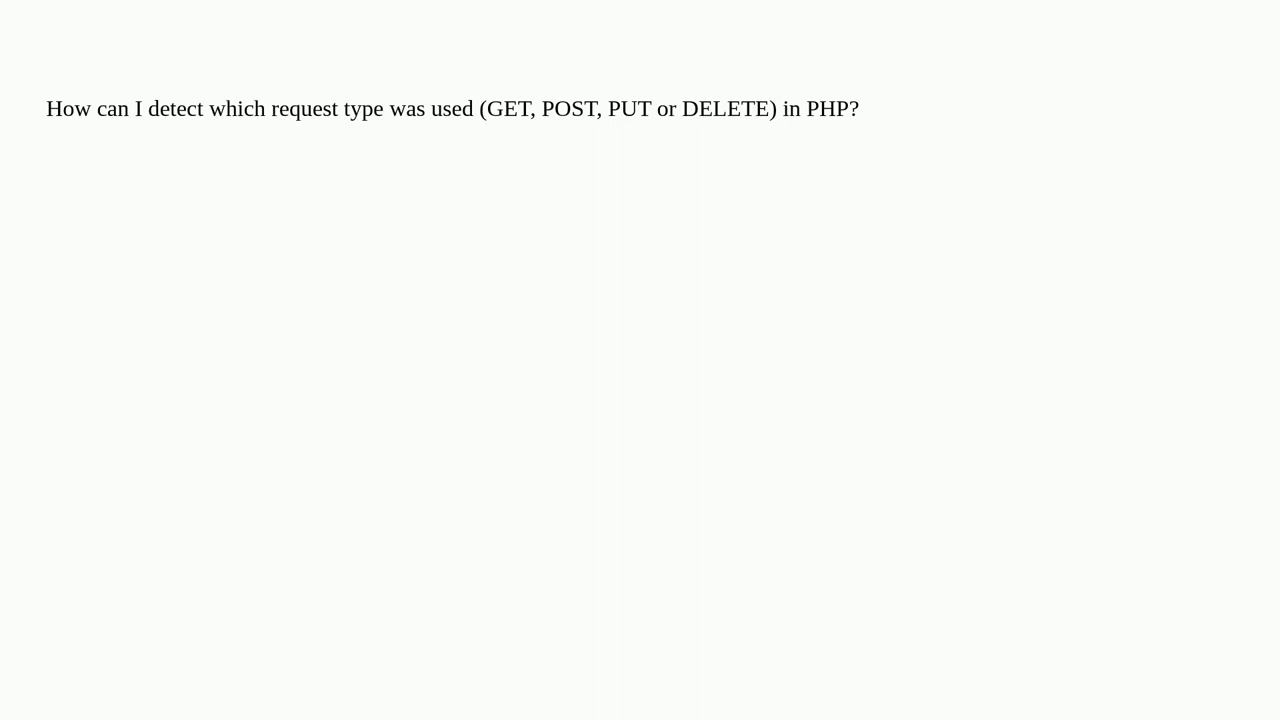 How can I detect which request type was used (GET, POST, PUT or DELETE) in PHP?